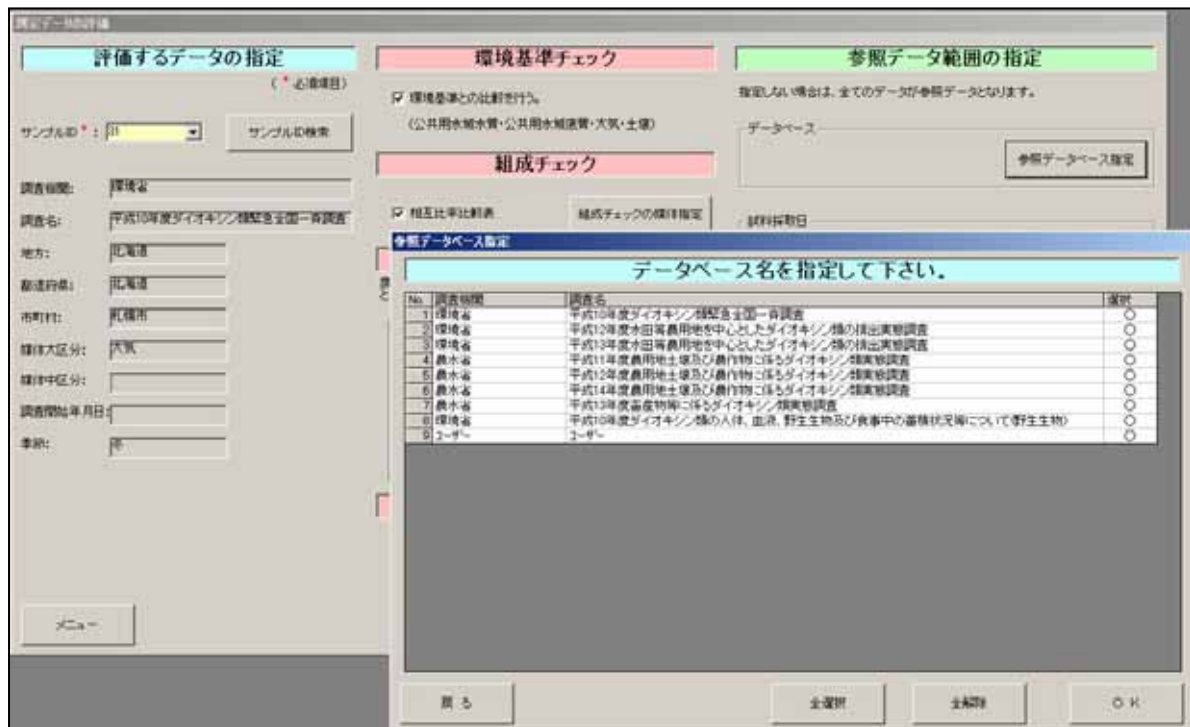 測定データ別評価
評価するデータの指定
(*必須項目)
サンプルID*:
31
サンプルID検索
調査機関:
環境省
調査名:
平成10年度ダイオキシン類緊急全国一斉調査
地方:
北海道
都道府県:
北海道
市町村:
札幌市
媒体大区分:
大気
媒体中区分:
調査開始年月日:
季節:
メニュー
環境基準チェック
環境基準との比較を行う。
(公共用水域水質・公共用水域底質・大気・土壌)
組成チェック
相互比率比較表
組成チェックの媒体指定
参照データ範囲の指定
指定しない場合は、全てのデータが参照データとなります。
データベース
参照データベース指定
試料採取日
参照データベース指定
データベース名を指定して下さい。
No. 調査機関 調査名 選択
1 環境省 平成10年度ダイオキシン類緊急全国一斉調査 ○
2 環境省 平成12年度水田等農用地を中心としたダイオキシン類の排出実態調査 ○
3 環境省 平成13年度水田等農用地を中心としたダイオキシン類の排出実態調査 ○
4 農水省 平成11年度農用地土壌及び農作物に係るダイオキシン類実態調査 ○
5 農水省 平成12年度農用地土壌及び農作物に係るダイオキシン類実態調査 ○
6 農水省 平成14年度農用地土壌及び農作物に係るダイオキシン類実態調査 ○
7 農水省 平成13年度畜産物等に係るダイオキシン類実態調査 ○
8 環境省 平成10年度ダイオキシン類の人体、血液、野生生物及び食事中の蓄積状況等について(野生生物) ○
9 ユーザー ユーザー ○
戻る
全選択
全解除
OK